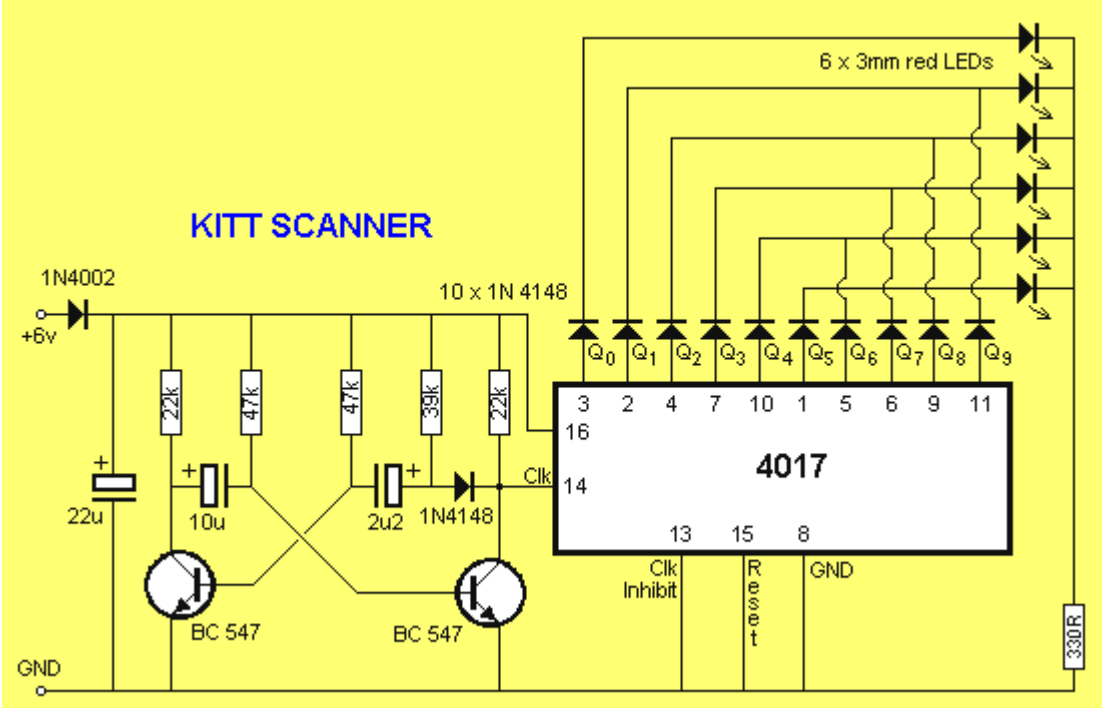 6 x 3mm red LEDs
KITT SCANNER
1N4002
+6v
10 x 1N 4148
Q0 Q1 Q2 Q3 Q4 Q5 Q6 Q7 Q8 Q9
22k 47k 47k 39k 22k
3 2 4 7 10 1 5 6 9 11
16
4017
Clk 14
+ + +
22u 10u 2u2 1N4148
13 15 8
Clk
Inhibit
Reset
GND
BC 547 BC 547
330R
GND